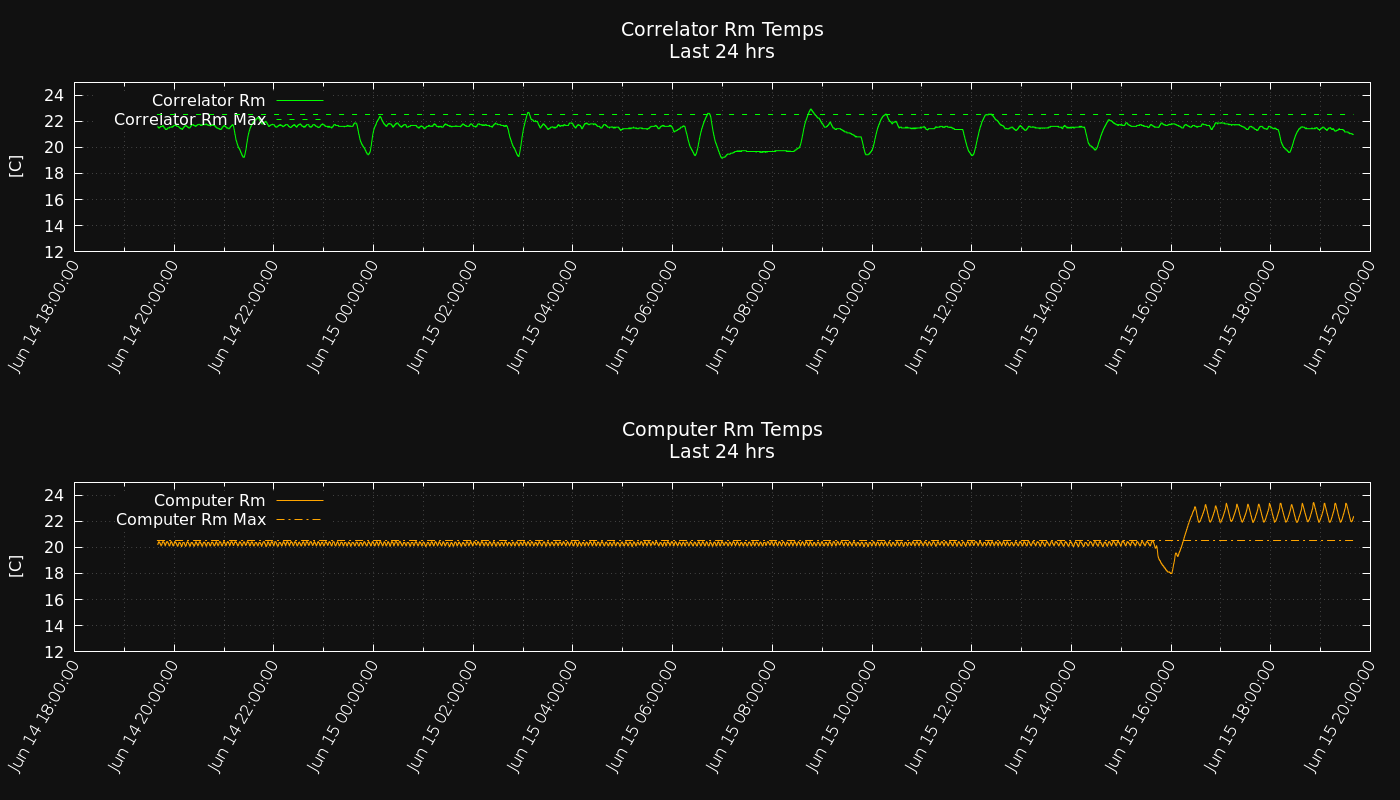 Correlator Rm Temps
Last 24 hrs
Correlator Rm
Correlator Rm Max
24
22
20
18
16
14
12
[C]
Jun 14 18:00:00
Jun 14 20:00:00
Jun 14 22:00:00
Jun 15 00:00:00
Jun 15 02:00:00
Jun 15 04:00:00
Jun 15 06:00:00
Jun 15 08:00:00
Jun 15 10:00:00
Jun 15 12:00:00
Jun 15 14:00:00
Jun 15 16:00:00
Jun 15 18:00:00
Jun 15 20:00:00
Computer Rm Temps
Last 24 hrs
Computer Rm
Computer Rm Max
24
22
20
18
16
14
12
[C]
Jun 14 18:00:00
Jun 14 20:00:00
Jun 14 22:00:00
Jun 15 00:00:00
Jun 15 02:00:00
Jun 15 04:00:00
Jun 15 06:00:00
Jun 15 08:00:00
Jun 15 10:00:00
Jun 15 12:00:00
Jun 15 14:00:00
Jun 15 16:00:00
Jun 15 18:00:00
Jun 15 20:00:00